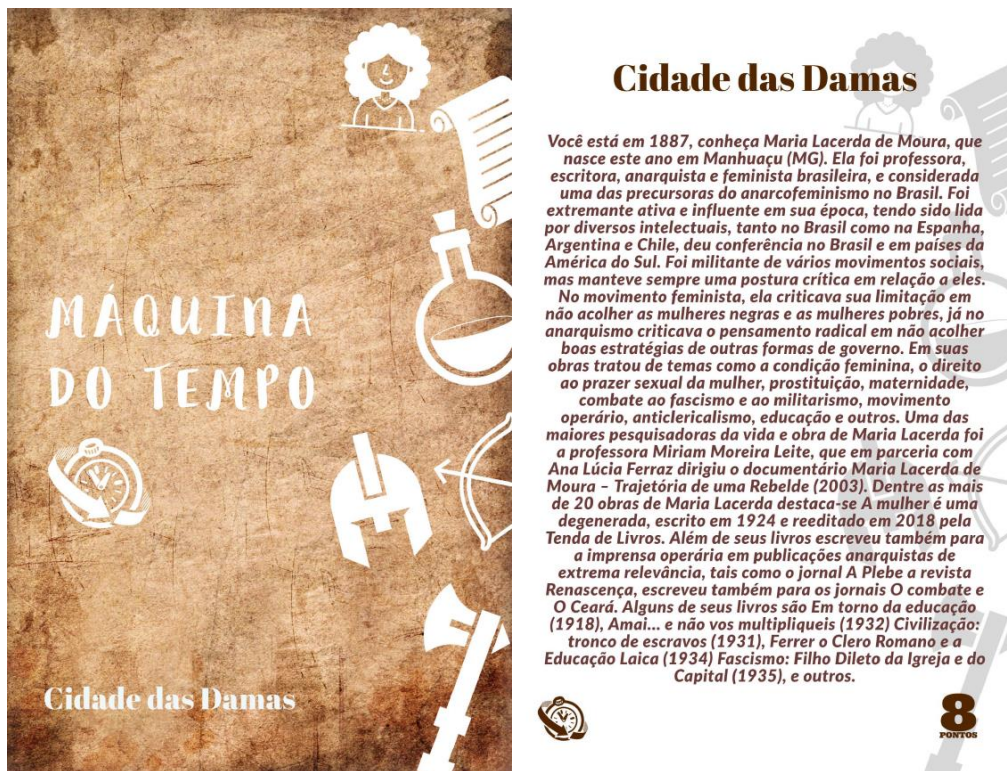 MÁQUINA
DO TEMPO
Cidade das Damas
Cidade das Damas
Você está em 1887, conheça Maria Lacerda de Moura, que
nasce este ano em Manhuaçu (MG). Ela foi professora,
escritora, anarquista e feminista brasileira, e considerada
uma das precursoras do anarcofeminismo no Brasil. Foi
extremante ativa e influente em sua época, tendo sido lida
por diversos intelectuais, tanto no Brasil como na Espanha,
Argentina e Chile, deu conferência no Brasil e em países da
América do Sul. Foi militante de vários movimentos sociais,
mas manteve sempre uma postura crítica em relação a eles.
No movimento feminista, ela criticava sua limitação em
não acolher as mulheres negras e as mulheres pobres, já no
anarquismo criticava o pensamento radical em não acolher
boas estratégias de outras formas de governo. Em suas
obras tratou de temas como a condição feminina, o direito
ao prazer sexual da mulher, prostituição, maternidade,
combate ao fascismo e ao militarismo, movimento
operário, anticlericalismo, educação e outros. Uma das
maiores pesquisadoras da vida e obra de Maria Lacerda foi
a professora Miriam Moreira Leite, que em parceria com
Ana Lúcia Ferraz dirigiu o documentário Maria Lacerda de
Moura – Trajetória de uma Rebelde (2003). Dentre as mais
de 20 obras de Maria Lacerda destaca-se A mulher é uma
degenerada, escrito em 1924 e reeditado em 2018 pela
Tenda de Livros. Além de seus livros escreveu também para
a imprensa operária em publicações anarquistas de
extrema relevância, tais como o jornal A Plebe a revista
Renascença, escreveu também para os jornais O combate e
O Ceará. Alguns de seus livros são Em torno da educação
(1918), Amai... e não vos multipliqueis (1932) Civilização:
tronco de escravos (1931), Ferrer o Clero Romano e a
Educação Laica (1934) Fascismo: Filho Dileto da Igreja e do
Capital (1935), e outros.
8
PONTOS